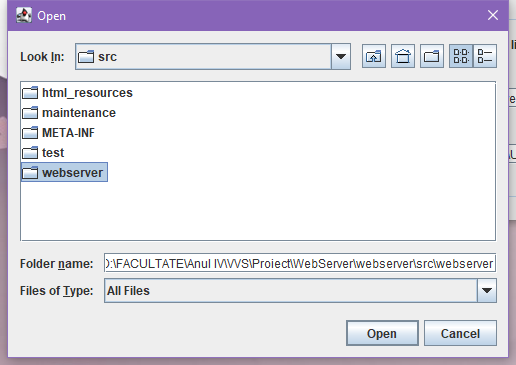 Open
Look In: src
html_resources
maintenance
META-INF
test
webserver
Folder name: D:\FACULTATE\Anul IV\VVS\Proiect\WebServer\webserver\src\webserver
Files of Type: All Files
Open Cancel